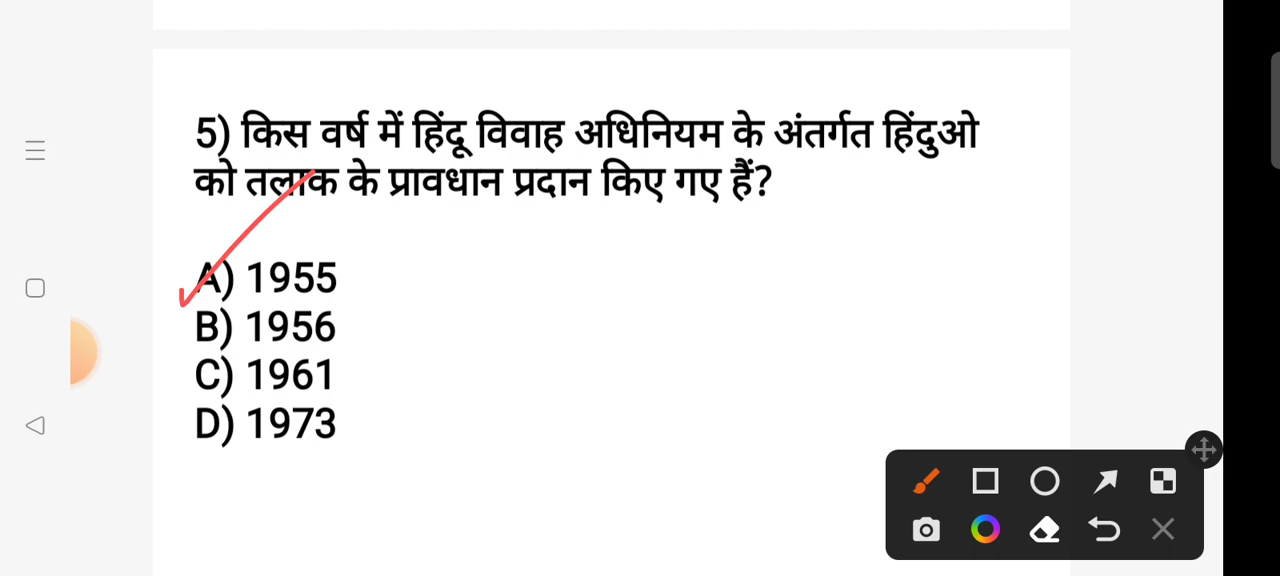 5) किस वर्ष में हिंदू विवाह अधिनियम के अंतर्गत हिंदुओ
को तलाक के प्रावधान प्रदान किए गए हैं?
A) 1955
B) 1956
C) 1961
D) 1973